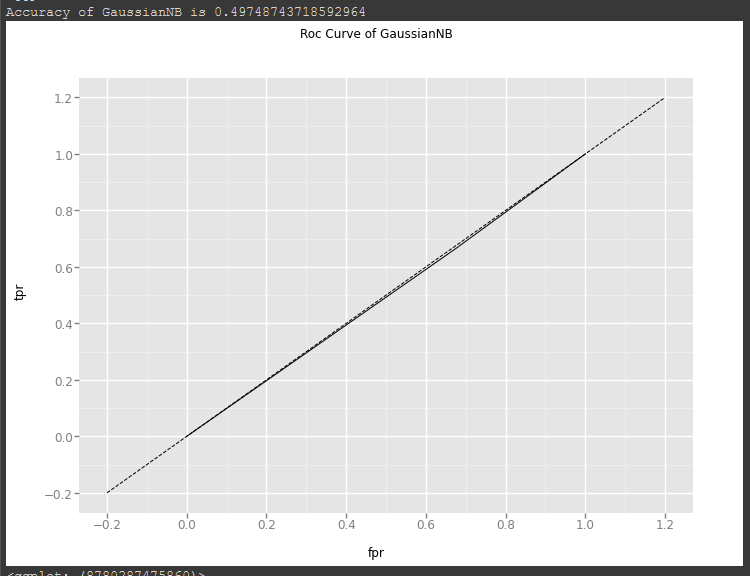 Accuracy of GaussianNB is 0.49748743718592964
Roc Curve of GaussianNB
1.2
1.0
0.8
0.6
tpr
0.4
0.2
0.0
−0.2
−0.2 0.0 0.2 0.4 0.6 0.8 1.0 1.2
fpr
<ggplot: (8780287475860)>